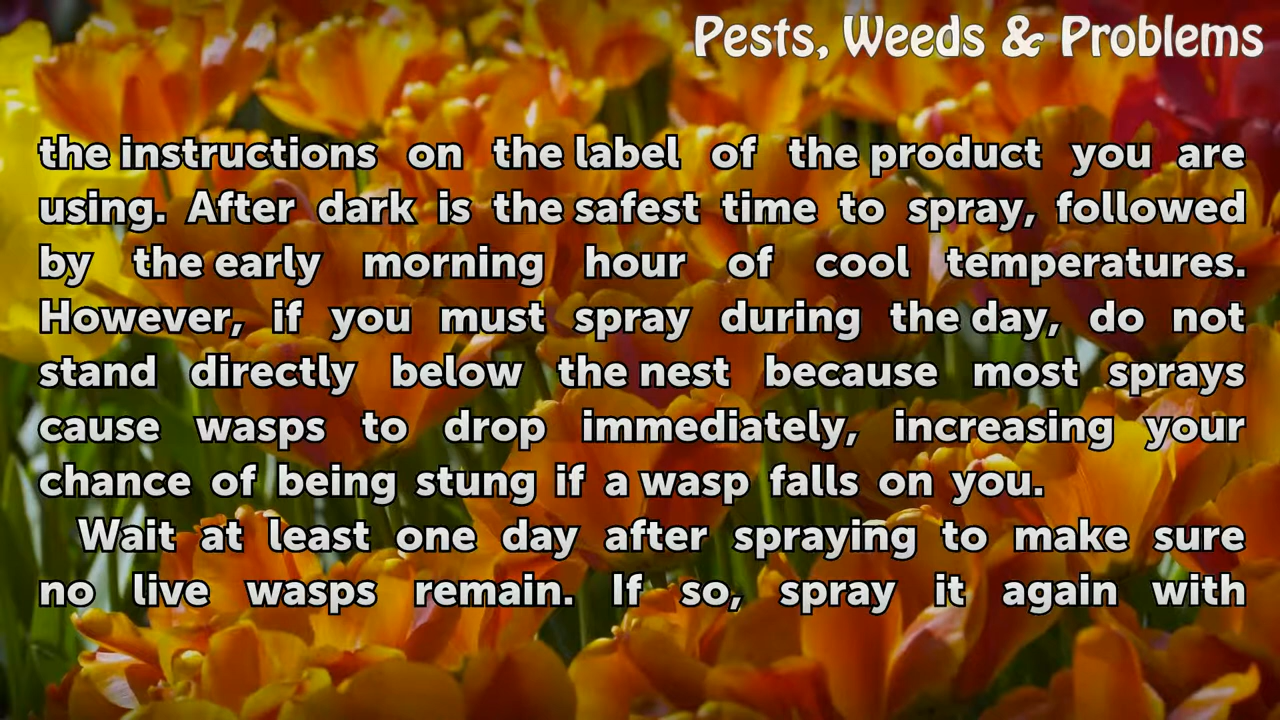 Pests, Weeds & Problems
the instructions on the label of the product you are
using. After dark is the safest time to spray, followed
by the early morning hour of cool temperatures.
However, if you must spray during the day, do not
stand directly below the nest because most sprays
cause wasps to drop immediately, increasing your
chance of being stung if a wasp falls on you.
Wait at least one day after spraying to make sure
no live wasps remain. If so, spray it again with